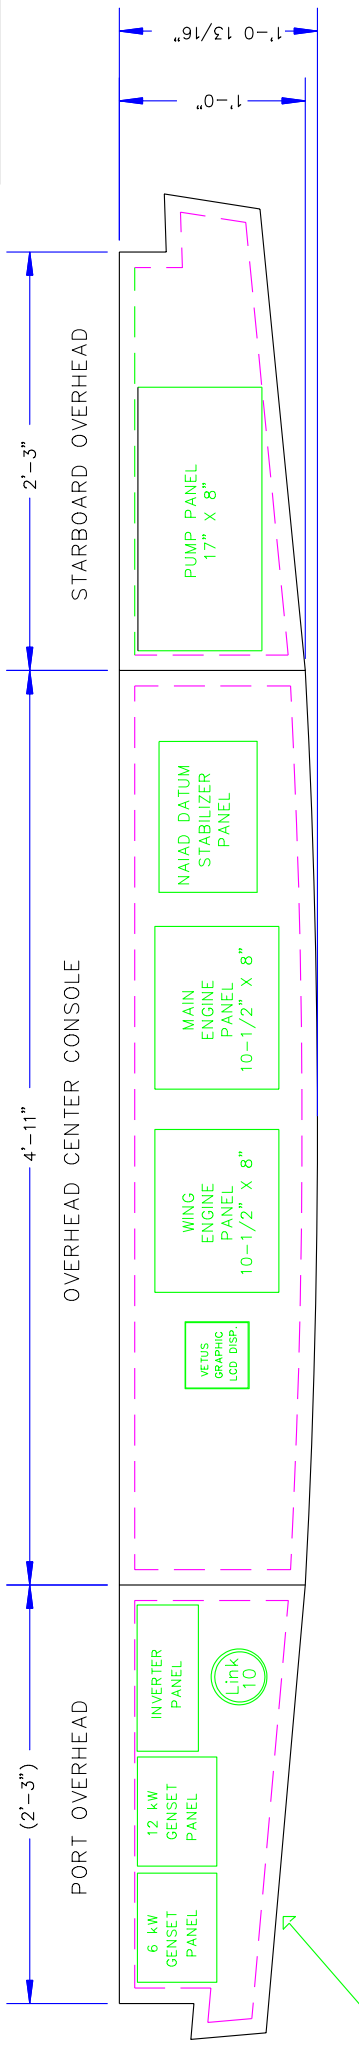 (2'-3")
4'-11"
2'-3"
PORT OVERHEAD
OVERHEAD CENTER CONSOLE
STARBOARD OVERHEAD
6 kW
GENSET
PANEL
12 kW
GENSET
PANEL
INVERTER
PANEL
Link
10
VETUS
GRAPHIC
LCD DISP.
WING
ENGINE
PANEL
10-1/2" X 8"
MAIN
ENGINE
PANEL
10-1/2" X 8"
NAIAD DATUM
STABILIZER
PANEL
PUMP PANEL
17" X 8"
1'-0"
1'-0 13/16"